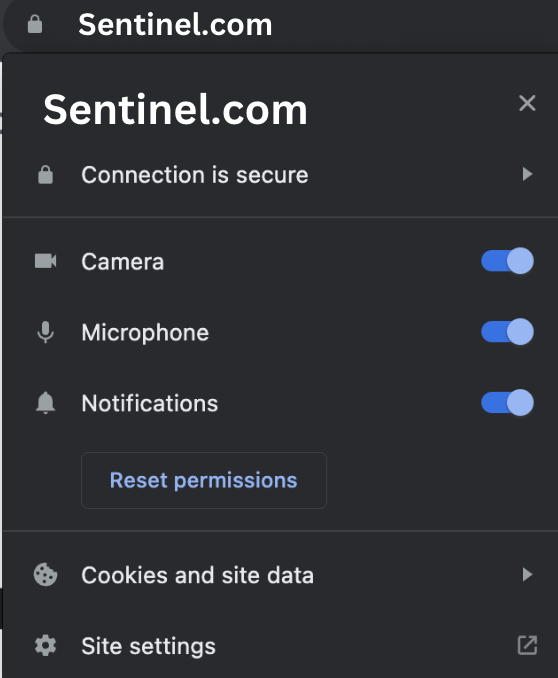 Sentinel.com
Sentinel.com
Connection is secure
Camera
Microphone
Notifications
Reset permissions
Cookies and site data
Site settings